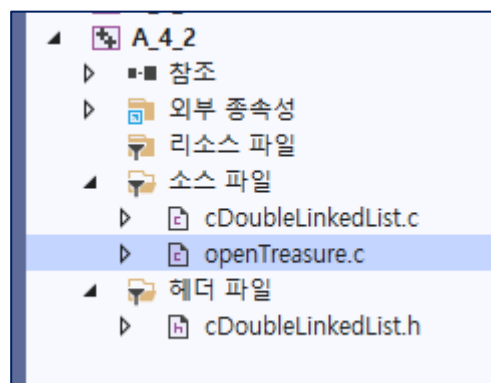 A_4_2
참조
외부 종속성
리소스 파일
소스 파일
cDoubleLinkedList.c
openTreasure.c
헤더 파일
cDoubleLinkedList.h